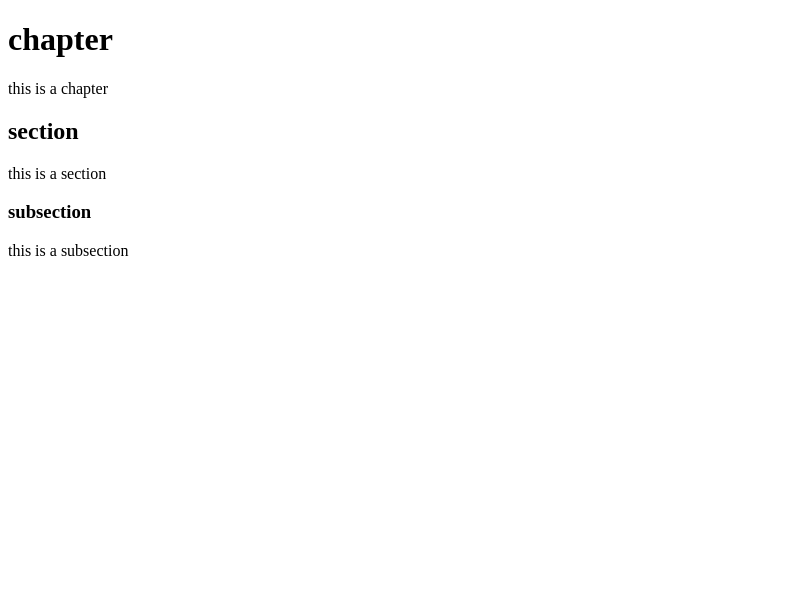 chapter
this is a chapter
section
this is a section
subsection
this is a subsection